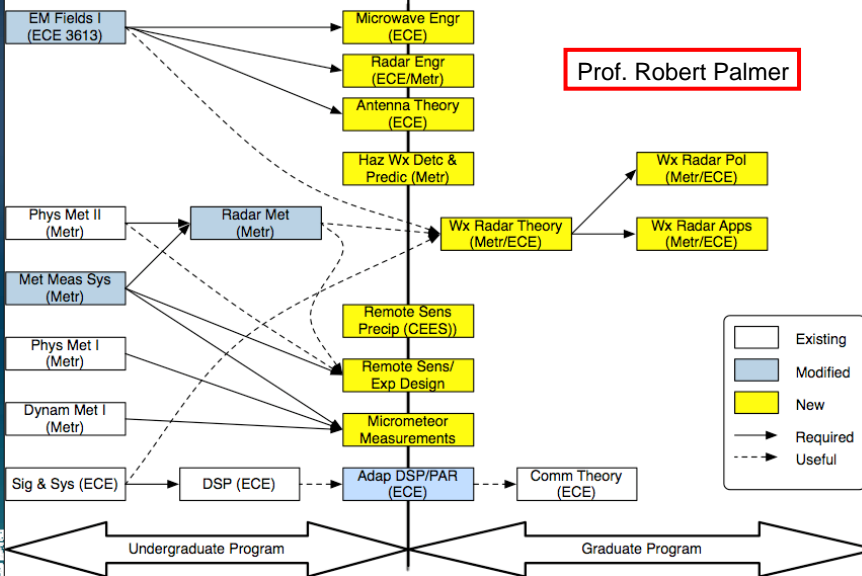 EM Fields I
(ECE 3613)
Microwave Engr
(ECE)
Radar Engr
(ECE/Metr)
Prof. Robert Palmer
Antenna Theory
(ECE)
Haz Wx Detc &
Predic (Metr)
Wx Radar Pol
(Metr/ECE)
Phys Met II
(Metr)
Radar Met
(Metr)
Wx Radar Theory
(Metr/ECE)
Wx Radar Apps
(Metr/ECE)
Met Meas Sys
(Metr)
Remote Sens
Precip (CEES))
Phys Met I
(Metr)
Remote Sens/
Exp Design
Dynam Met I
(Metr)
Micrometeor
Measurements
Sig & Sys (ECE)
DSP (ECE)
Adap DSP/PAR
(ECE)
Comm Theory
(ECE)
Existing
Modified
New
Required
Useful
Undergraduate Program
Graduate Program